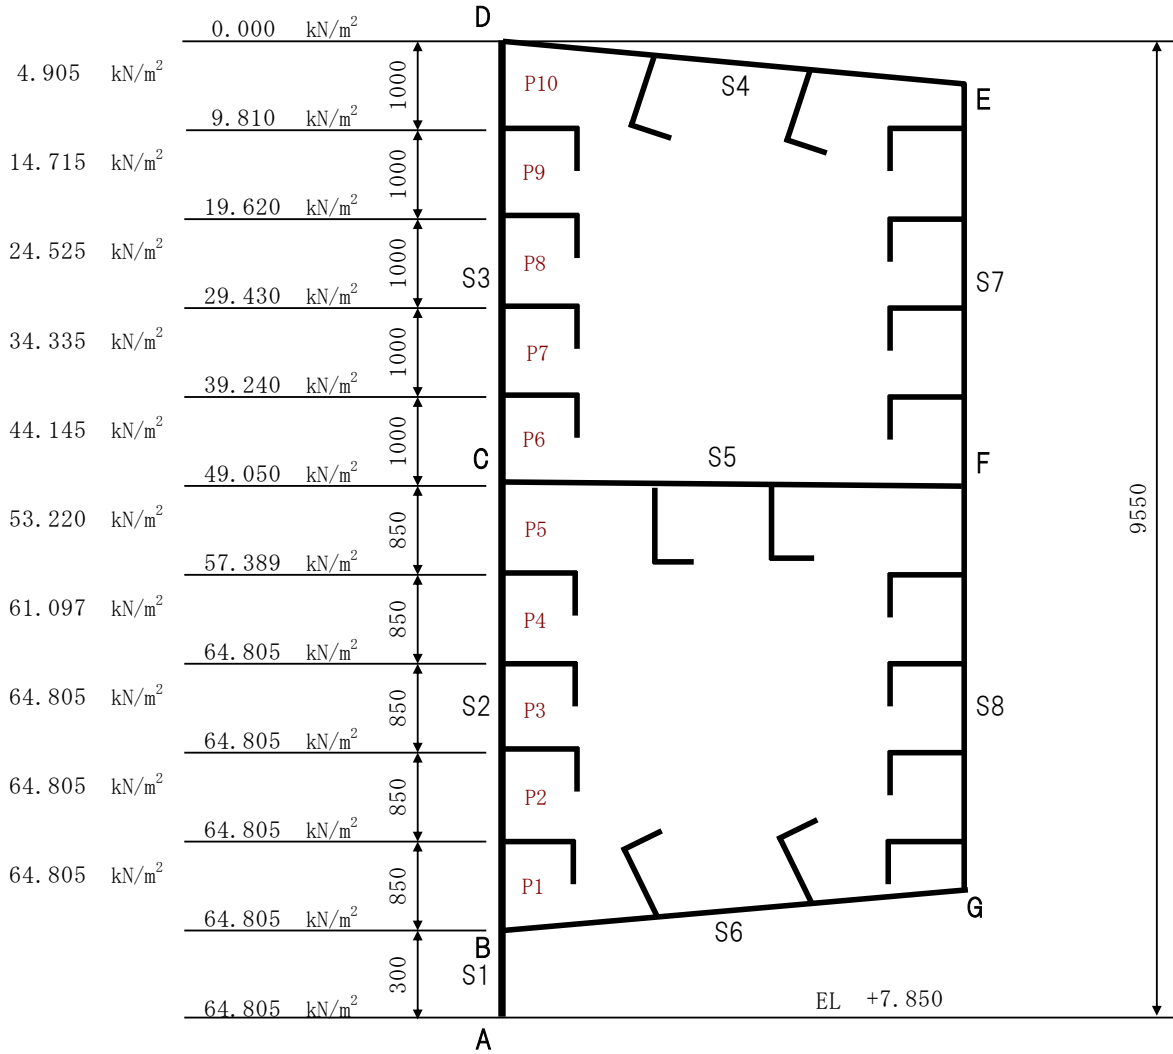 D
0.000 kN/m²
4.905 kN/m²
1000
P10
S4
E
9.810 kN/m²
14.715 kN/m²
1000
P9
19.620 kN/m²
24.525 kN/m²
1000
P8
S3
S7
29.430 kN/m²
34.335 kN/m²
1000
P7
39.240 kN/m²
44.145 kN/m²
1000
P6
C
S5
F
49.050 kN/m²
9550
53.220 kN/m²
850
P5
57.389 kN/m²
61.097 kN/m²
850
P4
64.805 kN/m²
64.805 kN/m²
850
S2
P3
S8
64.805 kN/m²
64.805 kN/m²
850
P2
64.805 kN/m²
64.805 kN/m²
850
P1
G
64.805 kN/m²
S6
B
S1
300
64.805 kN/m²
EL +7.850
A